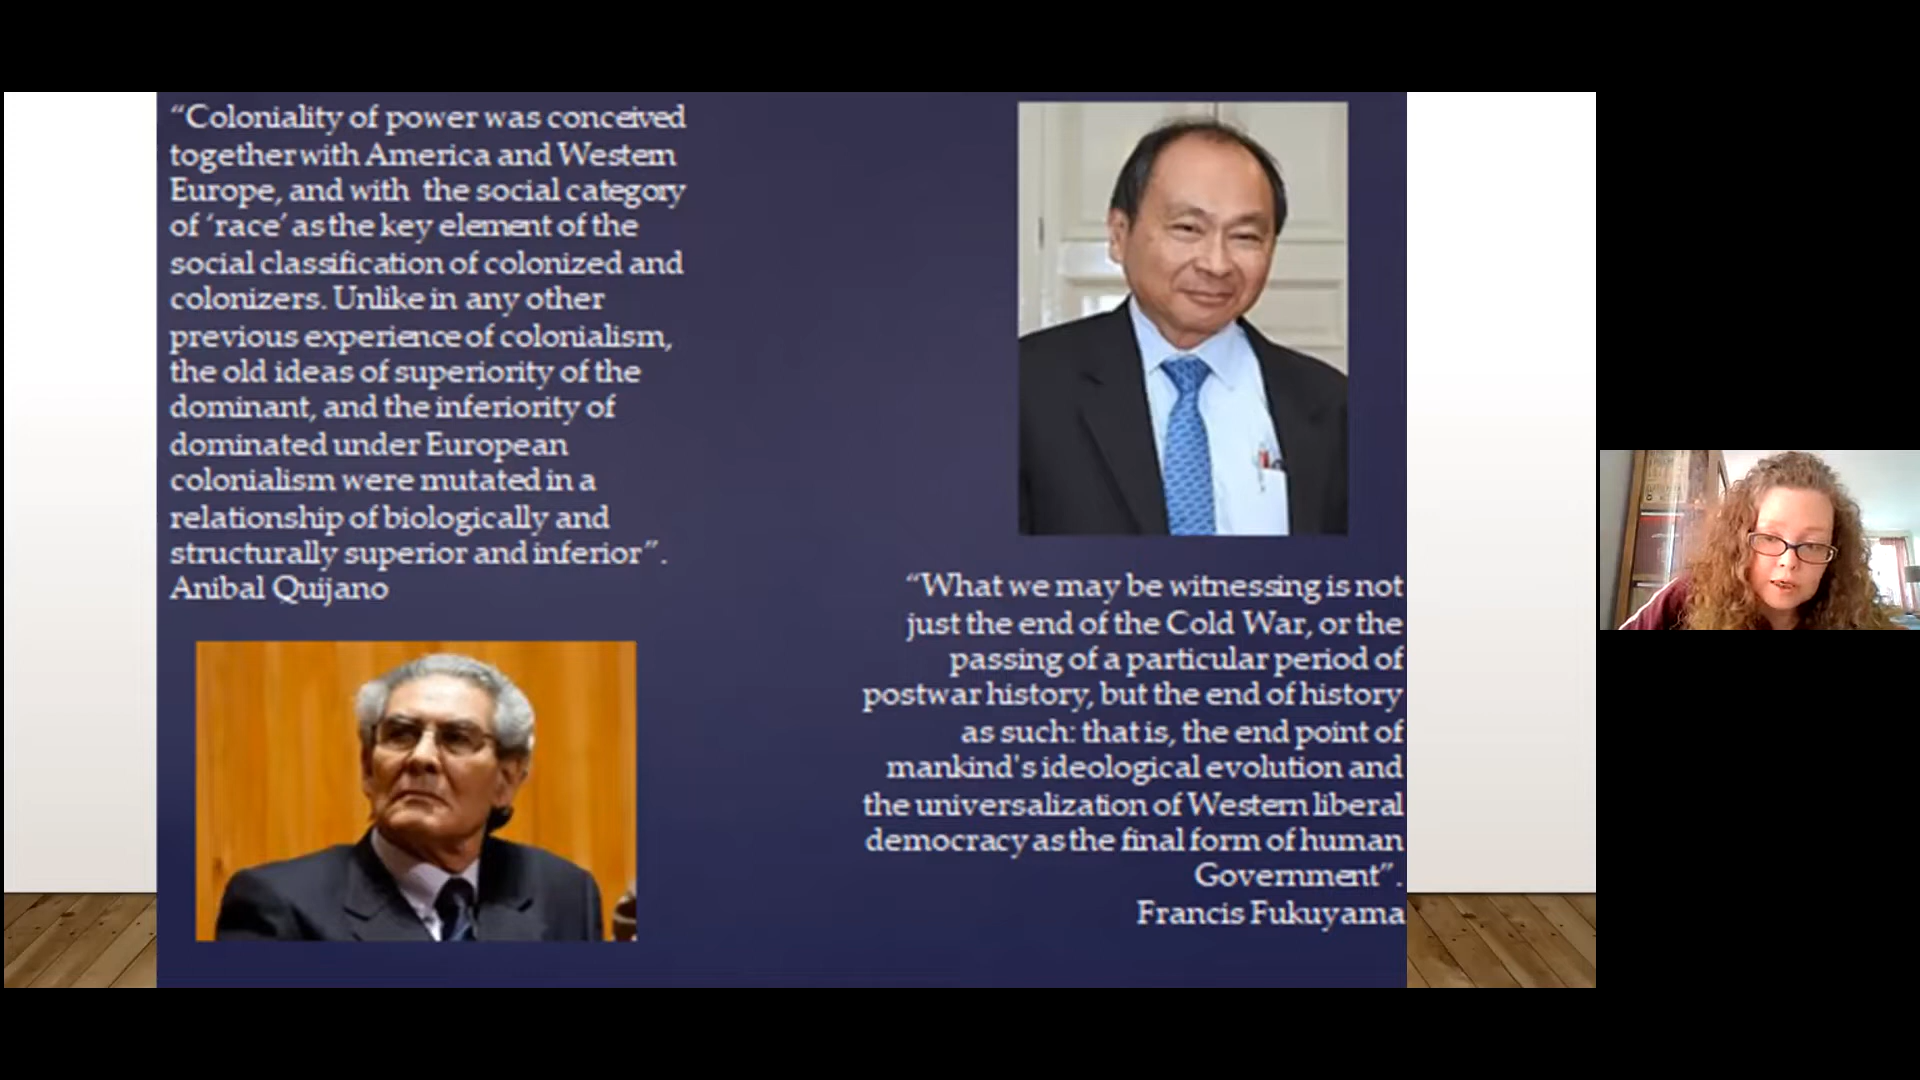 “Coloniality of power was conceived
together with America and Western
Europe, and with the social category
of ‘race’ as the key element of the
social classification of colonized and
colonizers. Unlike in any other
previous experience of colonialism,
the old ideas of superiority of the
dominant, and the inferiority of
dominated under European
colonialism were mutated in a
relationship of biologically and
structurally superior and inferior”.
Anibal Quijano
“What we may be witnessing is not
just the end of the Cold War, or the
passing of a particular period of
postwar history, but the end of history
as such: that is, the end point of
mankind's ideological evolution and
the universalization of Western liberal
democracy as the final form of human
Government”.
Francis Fukuyama